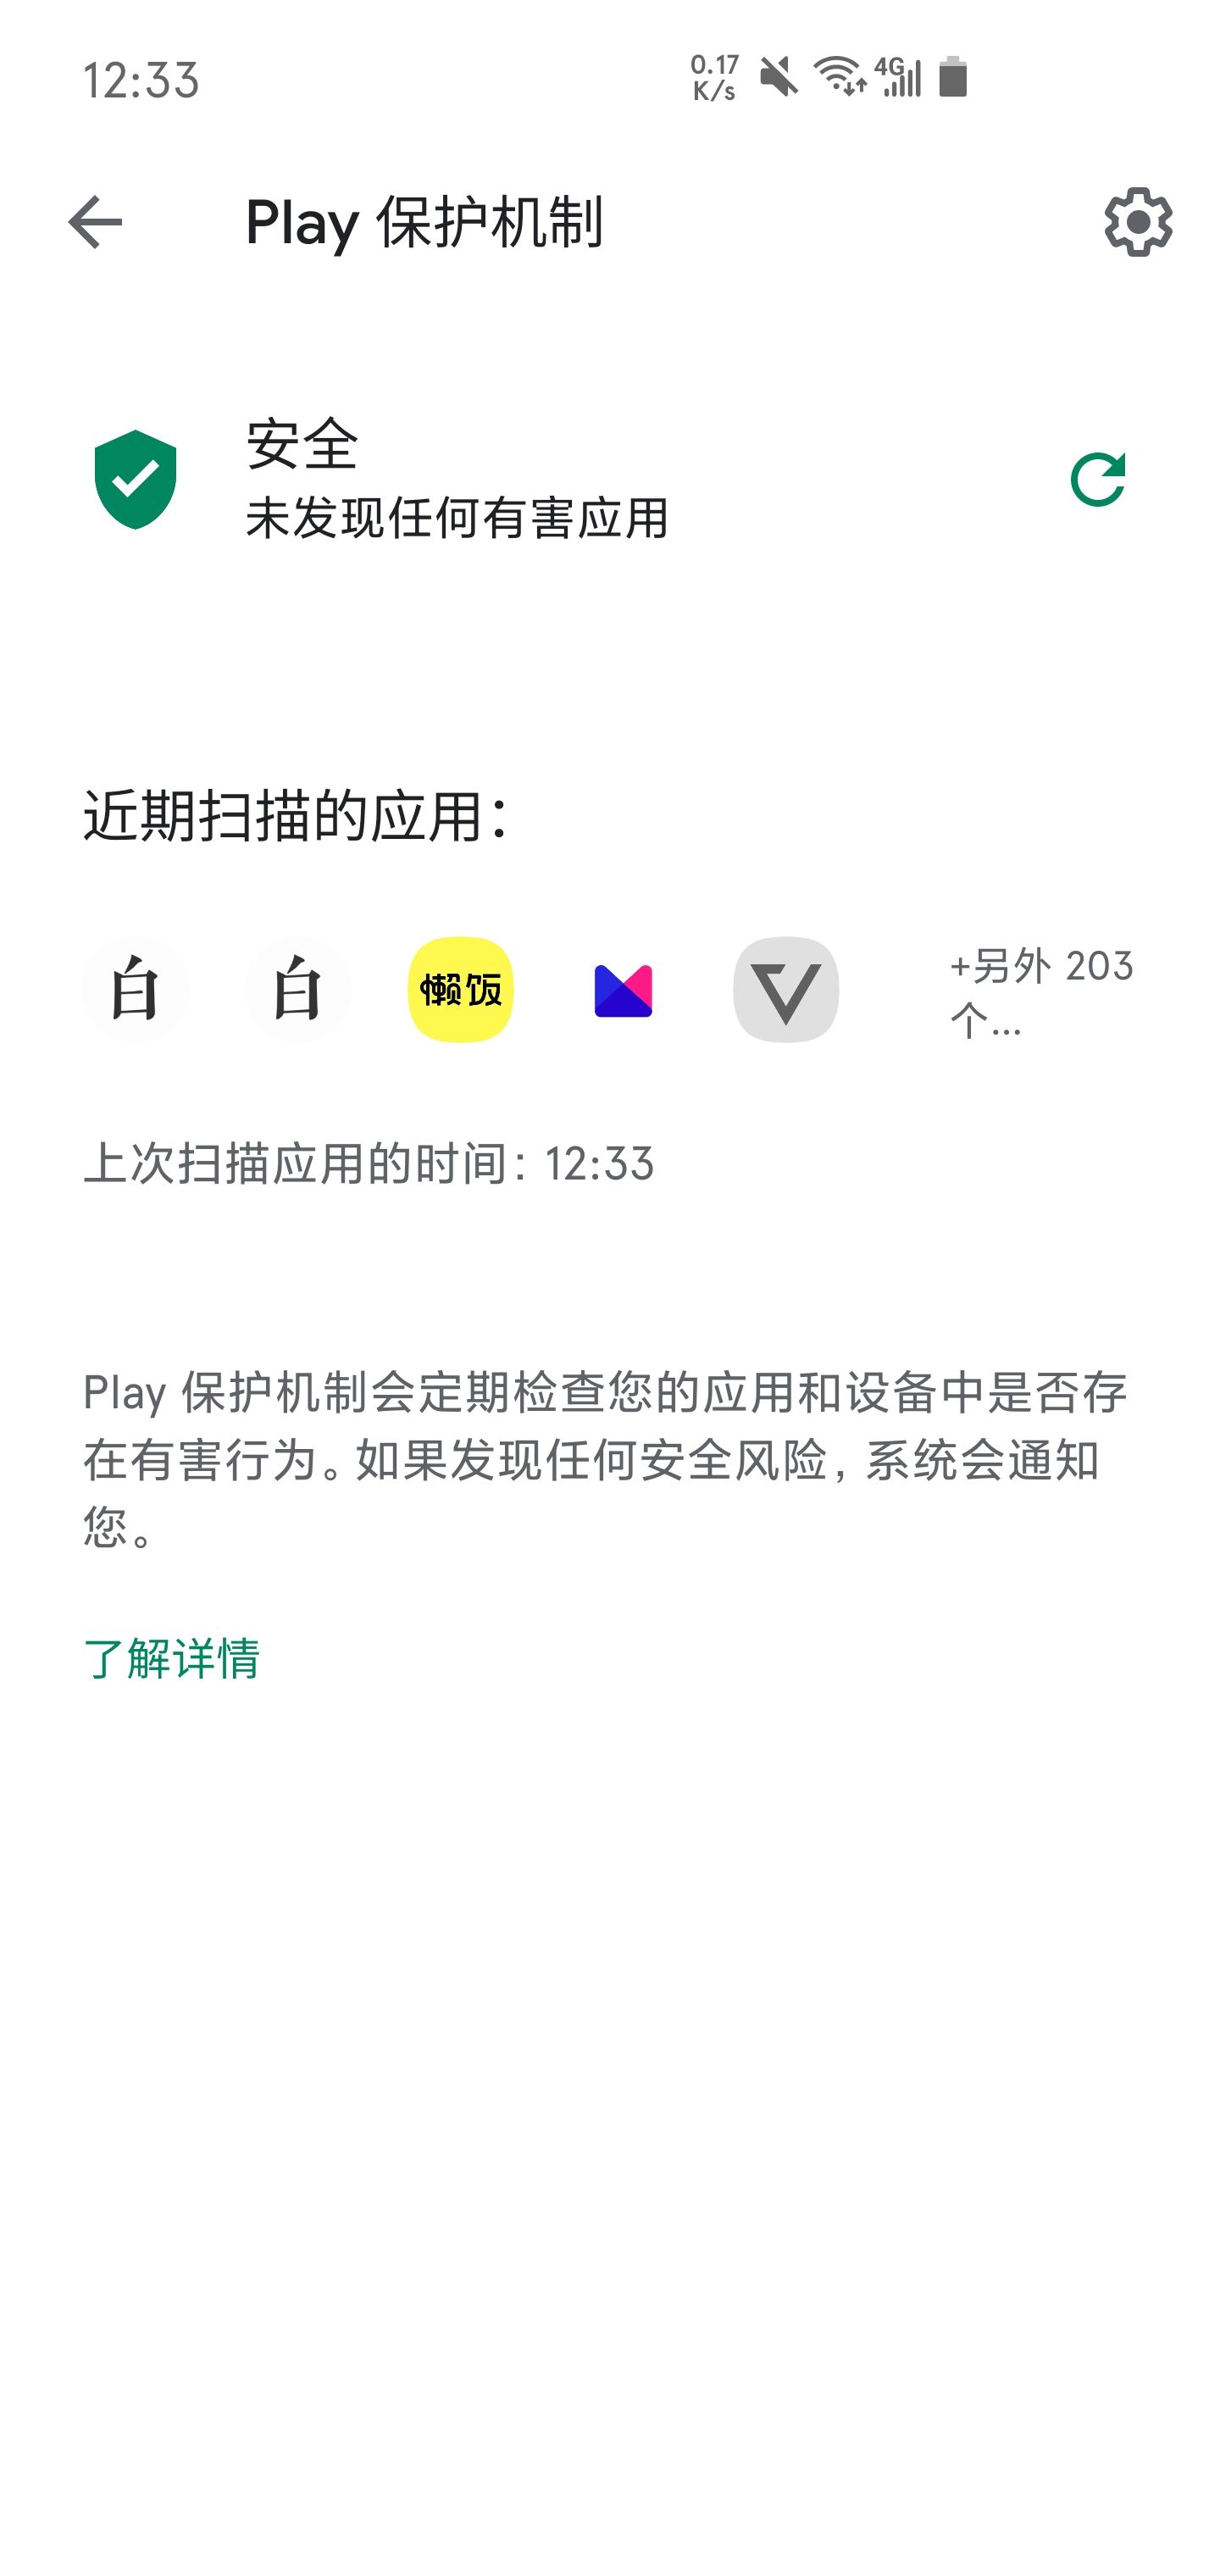 12:33
0.17
K/s
4G
Play 保护机制
安全
未发现任何有害应用
近期扫描的应用：
白
白
懒饭
+另外 203
个...
上次扫描应用的时间：12:33
Play 保护机制会定期检查您的应用和设备中是否存
在有害行为。如果发现任何安全风险，系统会通知
您。
了解详情